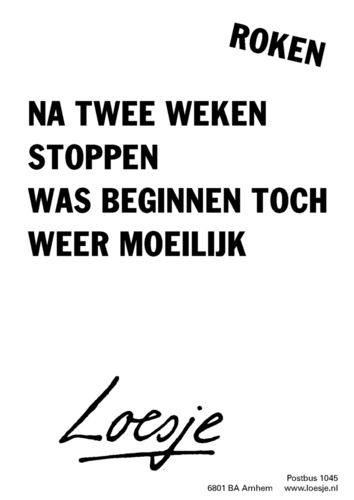 ROKEN
NA TWEE WEKEN
STOPPEN
WAS BEGINNEN TOCH
WEER MOEILIJK
Loesje
Postbus 1045
6801 BA Arnhem www.loesje.nl